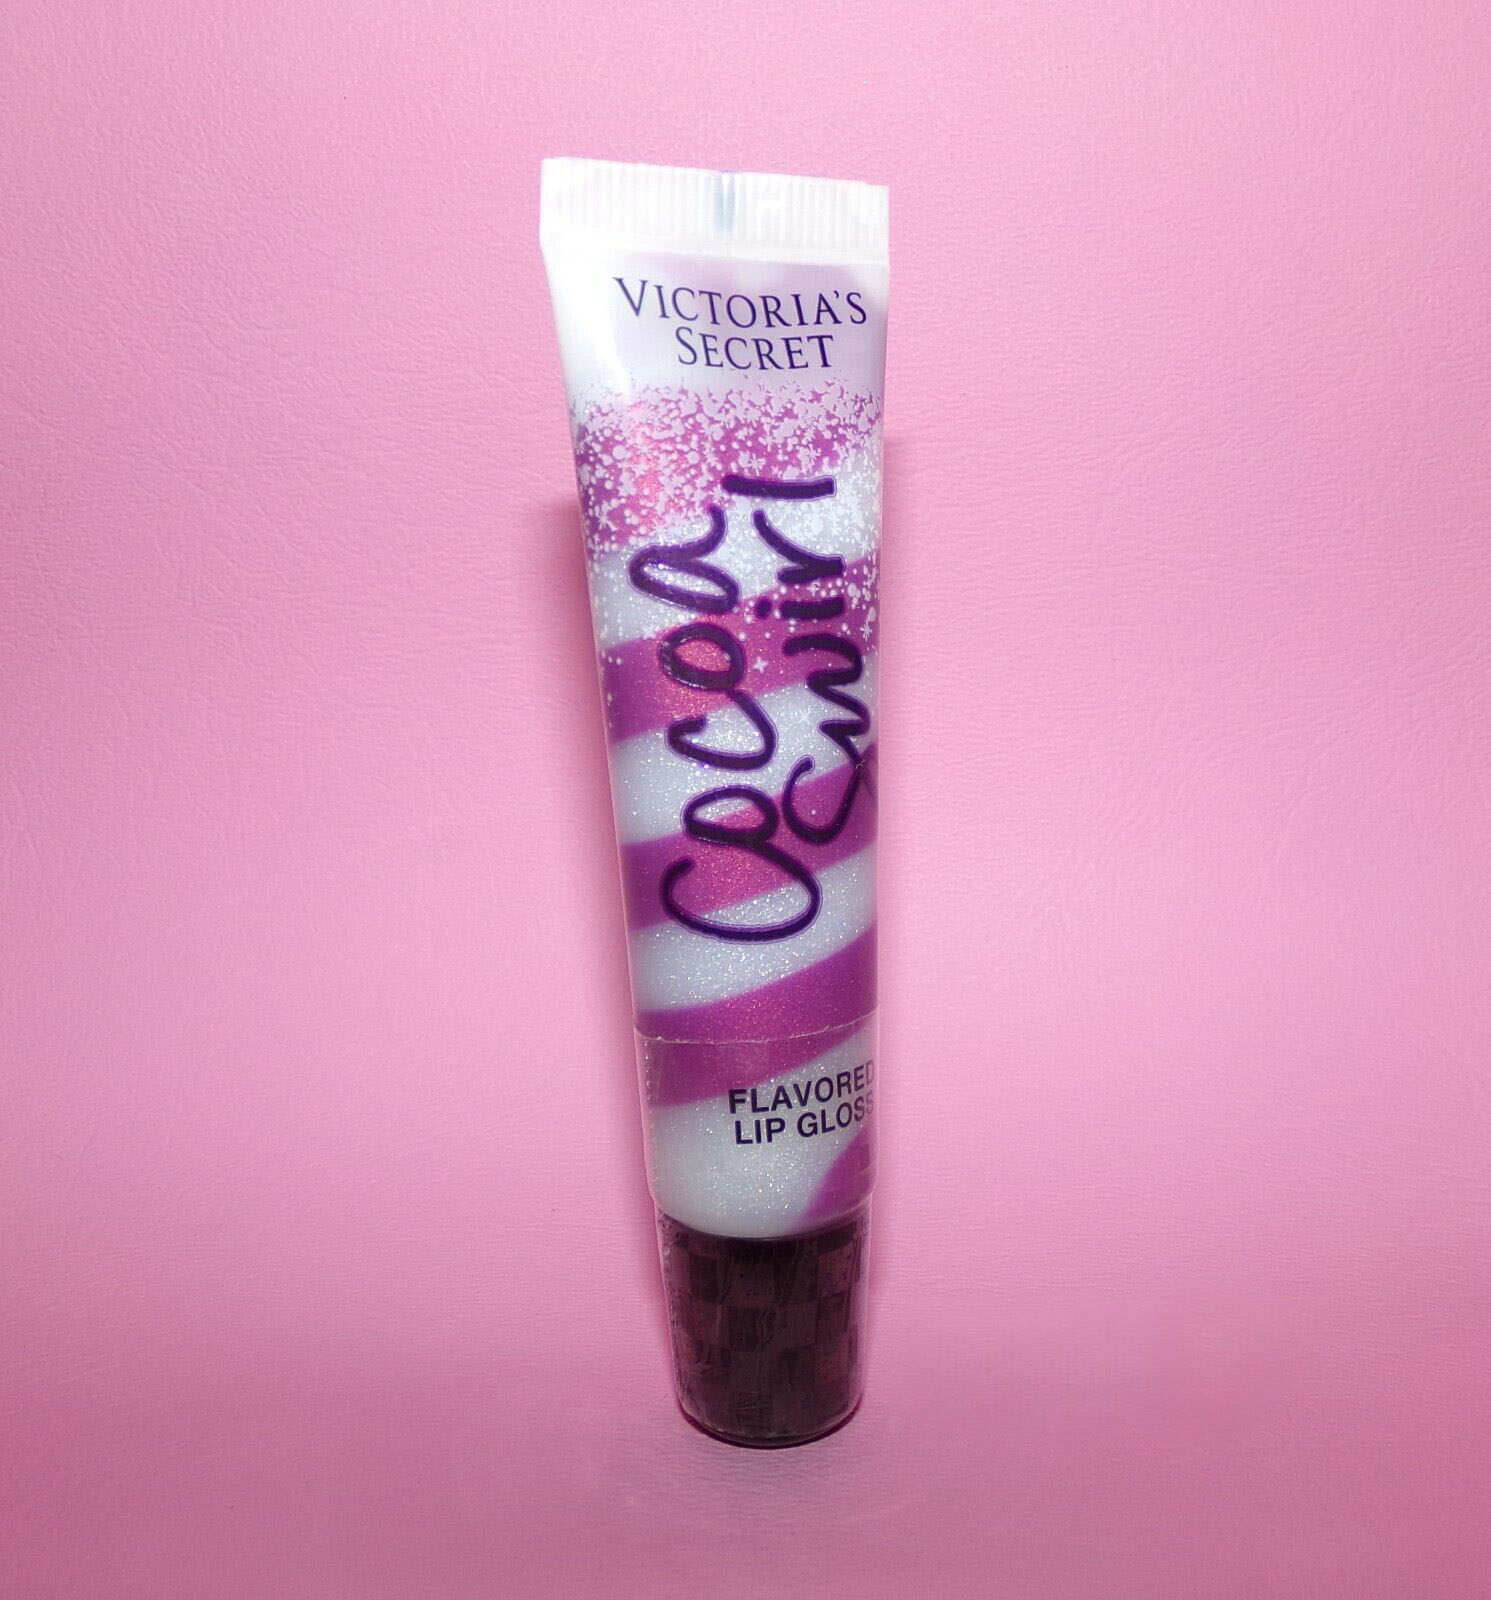 VICTORIA'S
SECRET
Cocoa
Swirl
FLAVORED
LIP GLOSS